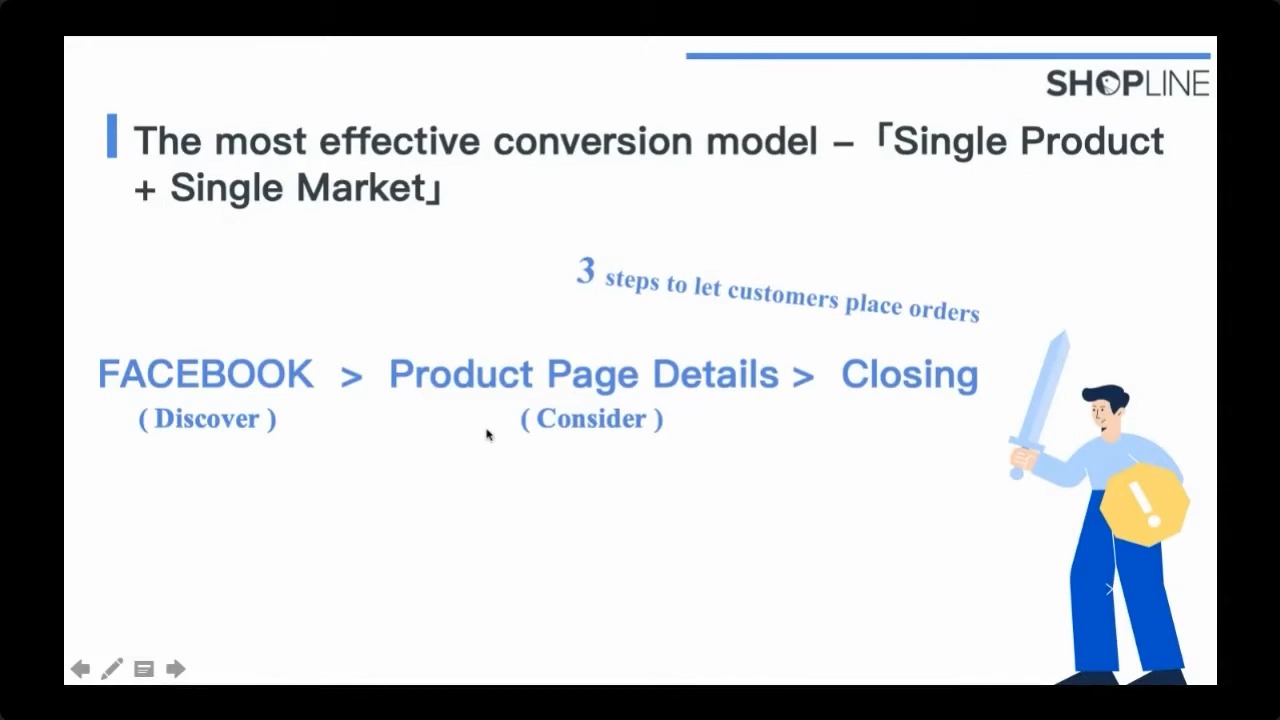 SHOPLINE
The most effective conversion model – 「Single Product
+ Single Market」
3 steps to let customers place orders
FACEBOOK > Product Page Details > Closing
( Discover ) ( Consider )